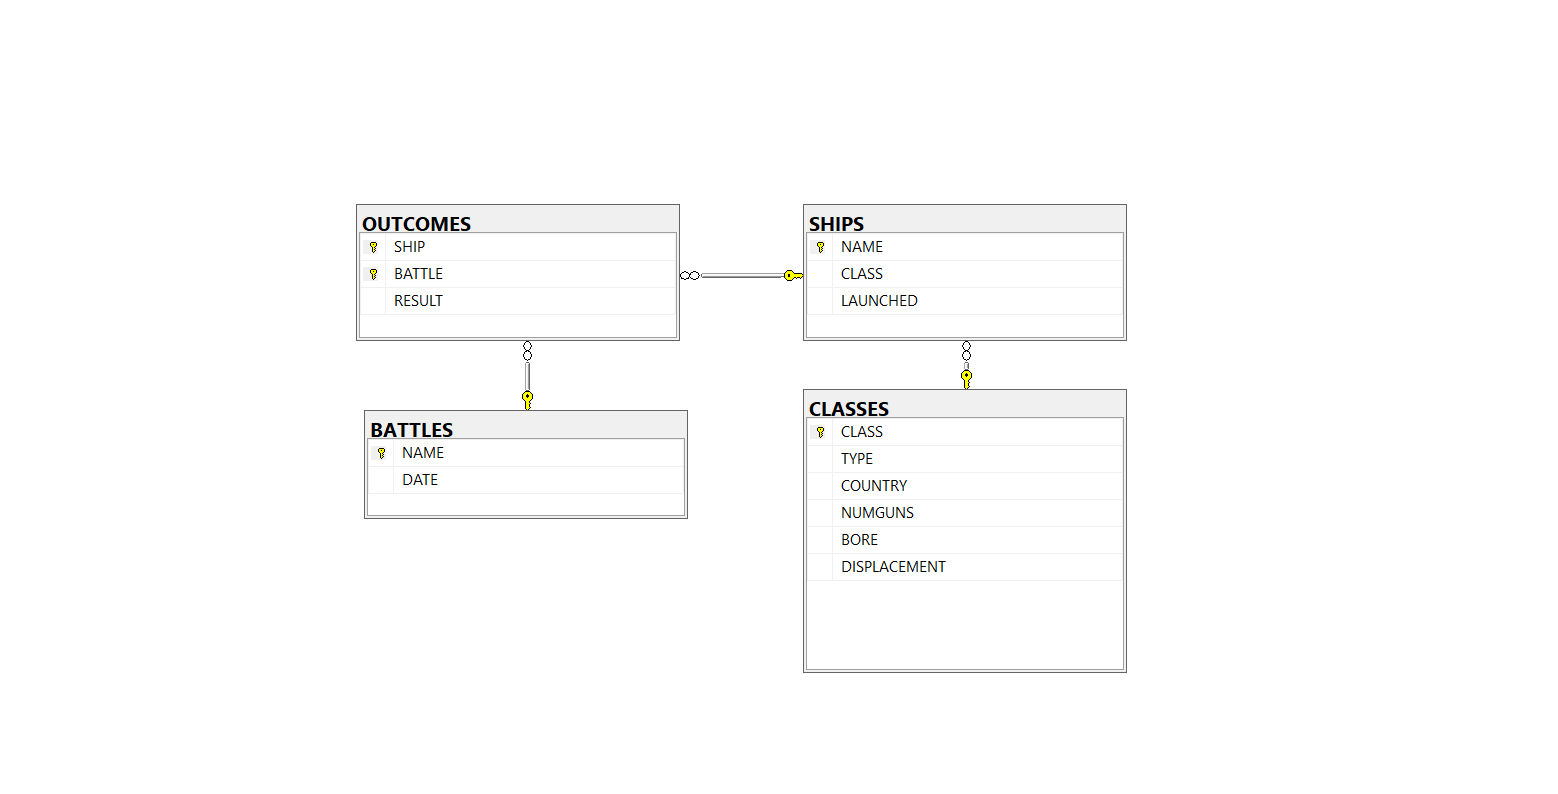 OUTCOMES
SHIP
BATTLE
RESULT
SHIPS
NAME
CLASS
LAUNCHED
BATTLES
NAME
DATE
CLASSES
CLASS
TYPE
COUNTRY
NUMGUNS
BORE
DISPLACEMENT